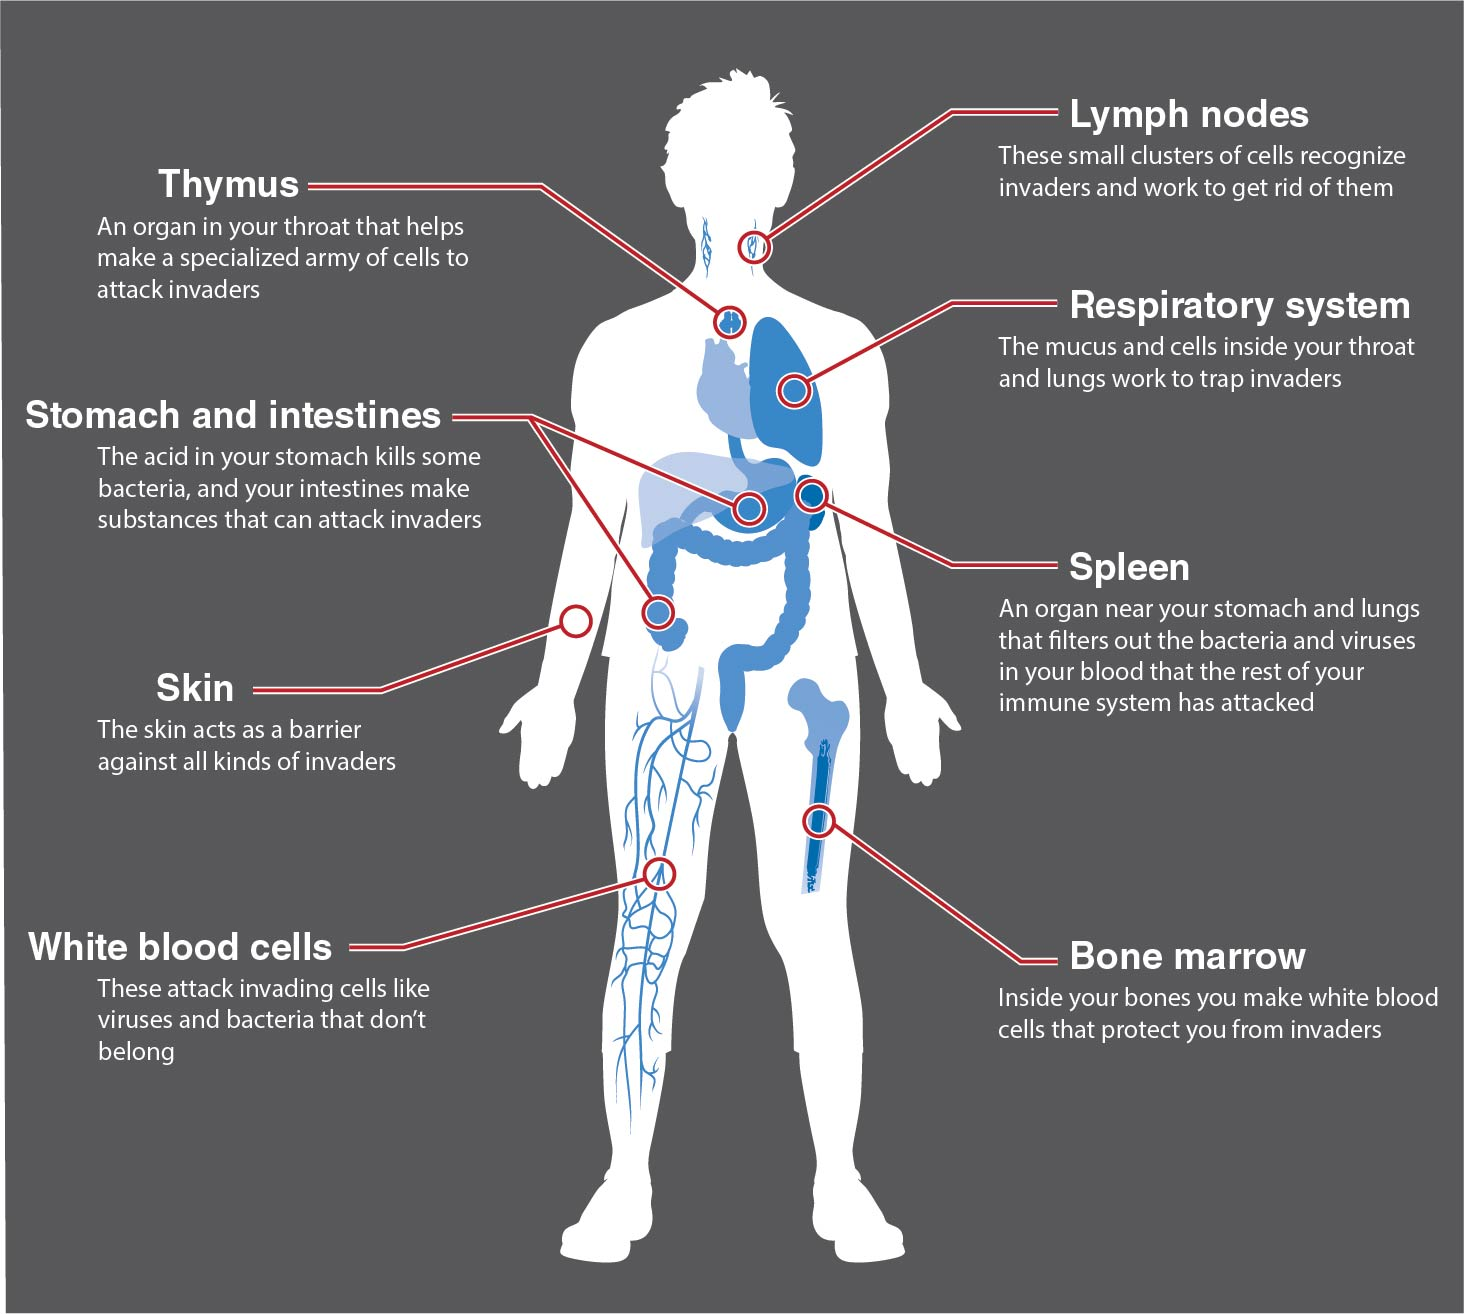 Thymus
An organ in your throat that helps
make a specialized army of cells to
attack invaders
Stomach and intestines
The acid in your stomach kills some
bacteria, and your intestines make
substances that can attack invaders
Skin
The skin acts as a barrier
against all kinds of invaders
White blood cells
These attack invading cells like
viruses and bacteria that don’t
belong
Lymph nodes
These small clusters of cells recognize
invaders and work to get rid of them
Respiratory system
The mucus and cells inside your throat
and lungs work to trap invaders
Spleen
An organ near your stomach and lungs
that filters out the bacteria and viruses
in your blood that the rest of your
immune system has attacked
Bone marrow
Inside your bones you make white blood
cells that protect you from invaders